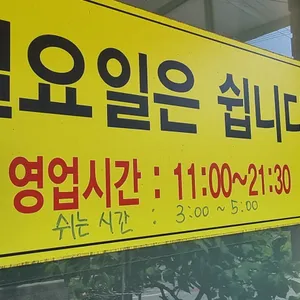 요일은 쉽니다
영업시간 : 11:00~21:30
쉬는 시간 : 3:00 ~ 5:00